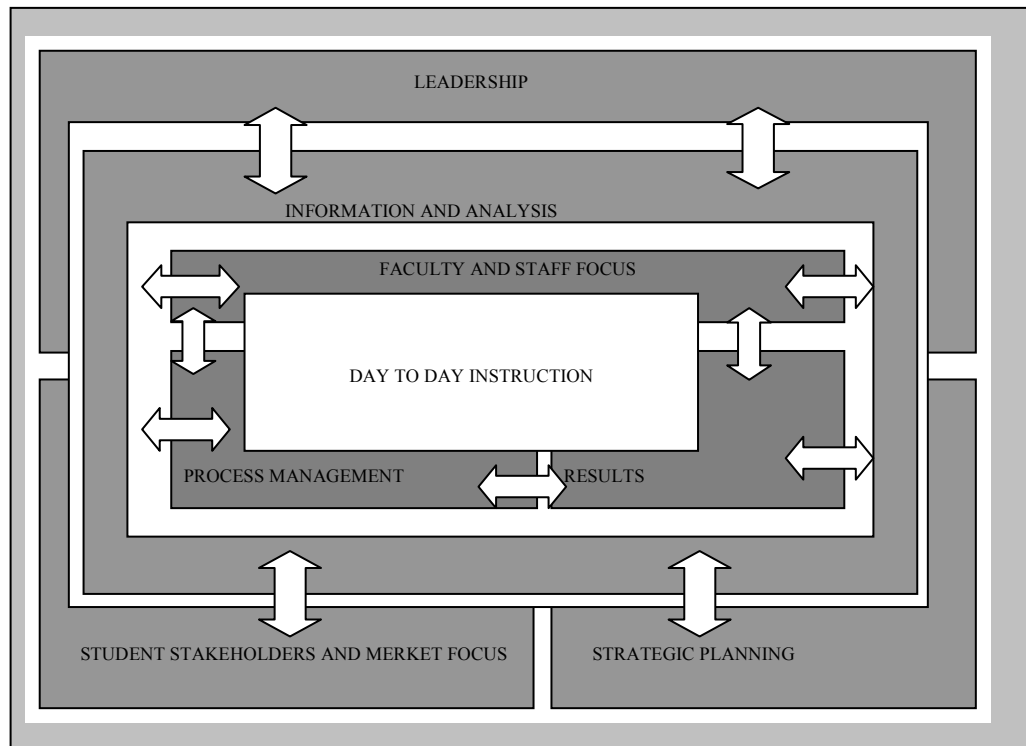 LEADERSHIP
INFORMATION AND ANALYSIS
FACULTY AND STAFF FOCUS
DAY TO DAY INSTRUCTION
PROCESS MANAGEMENT
RESULTS
STUDENT STAKEHOLDERS AND MERKET FOCUS
STRATEGIC PLANNING